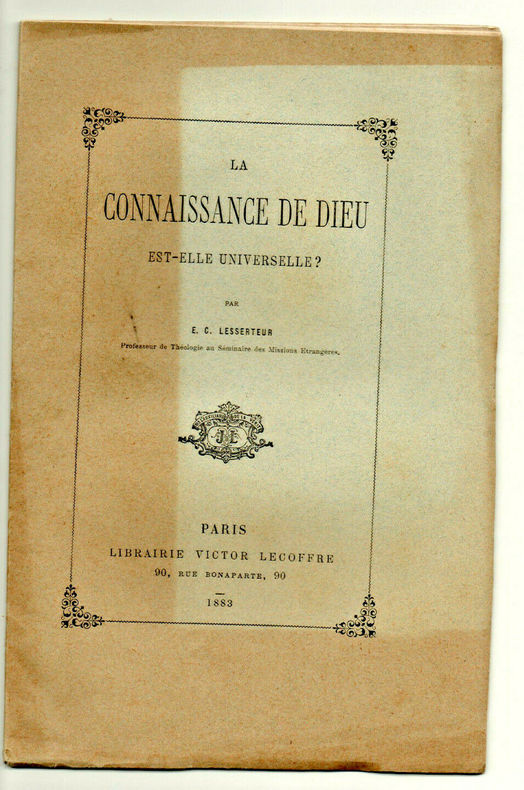 LA
CONNAISSANCE DE DIEU
EST-ELLE UNIVERSELLE?
PAR
E. C. LESSERTEUR
Professeur de Théologie au Séminaire des Missions Etrangères.
PARIS
LIBRAIRIE VICTOR LECOFFRE
90, RUE BONAPARTE, 90
1883